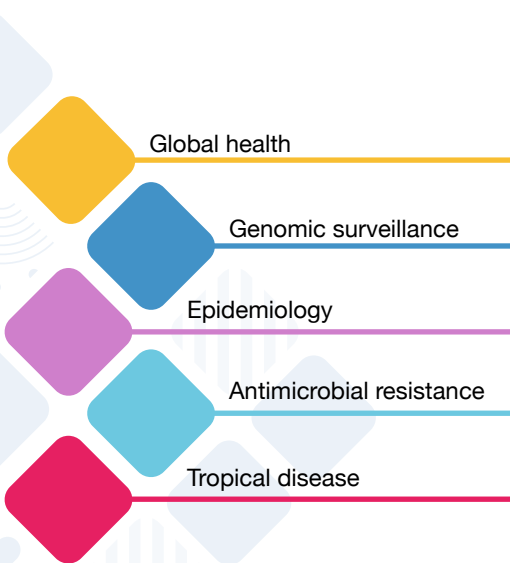 Global health
Genomic surveillance
Epidemiology
Antimicrobial resistance
Tropical disease